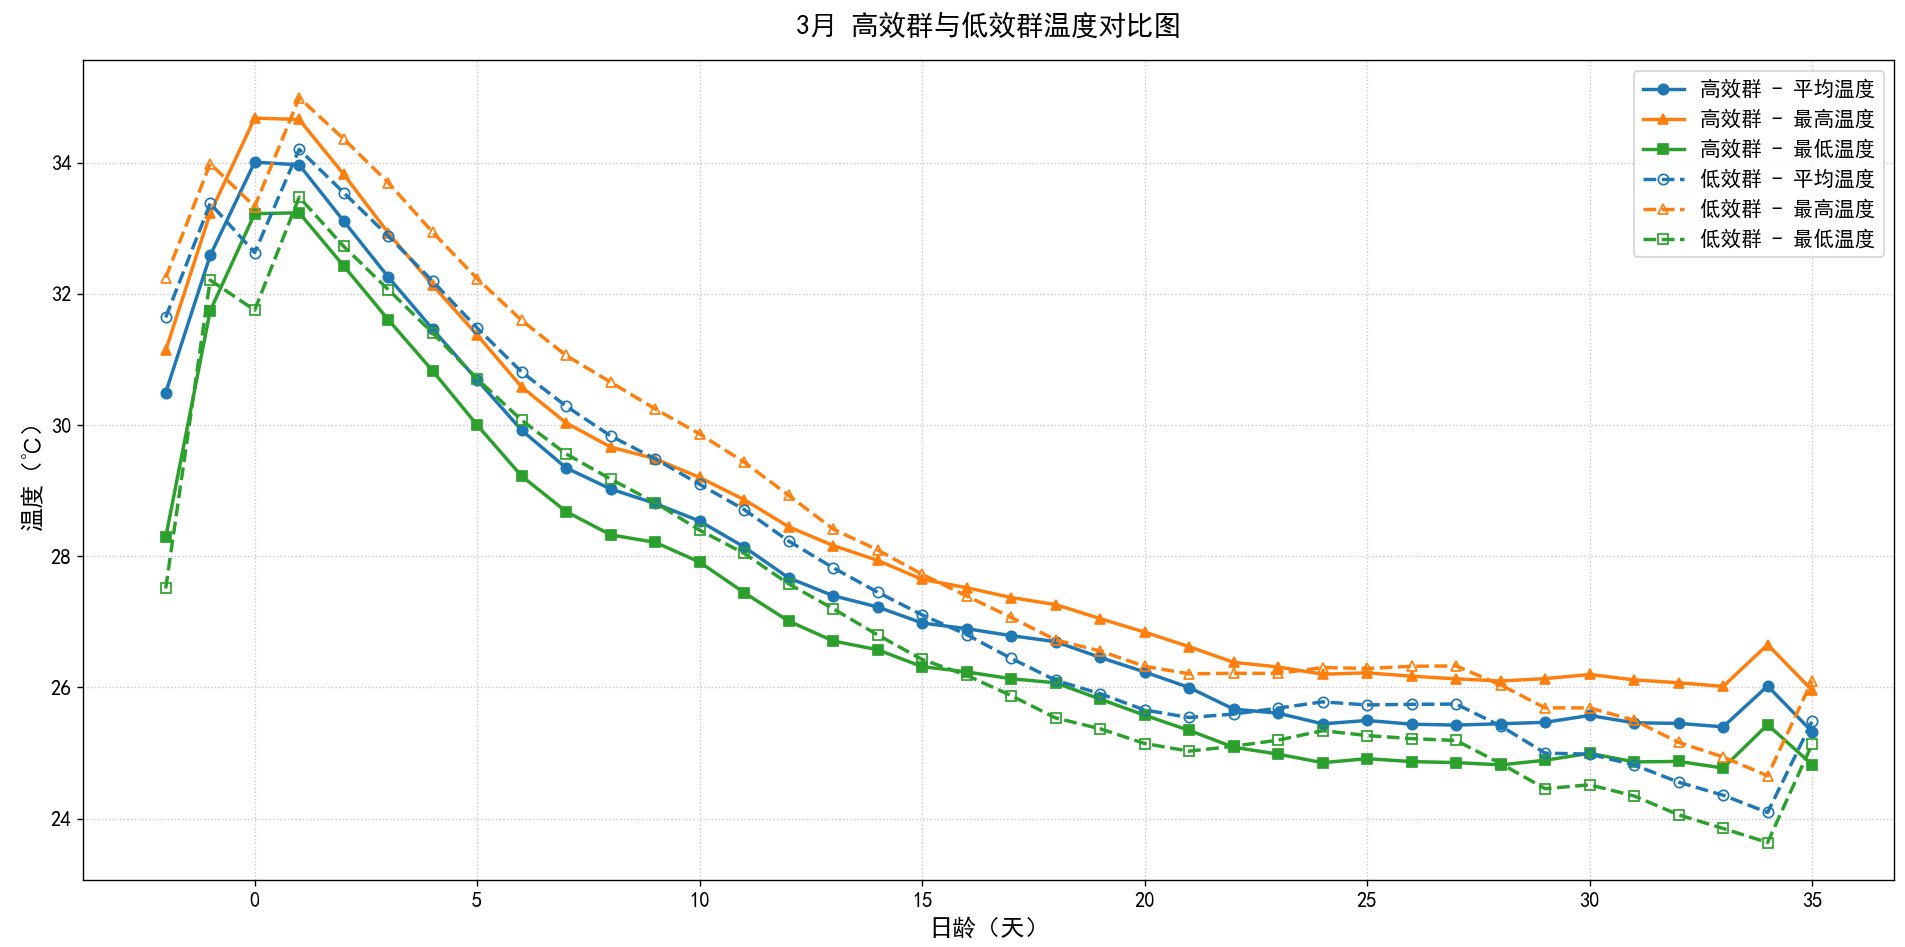 3月 高效群与低效群温度对比图
高效群 - 平均温度
高效群 - 最高温度
高效群 - 最低温度
低效群 - 平均温度
低效群 - 最高温度
低效群 - 最低温度
温度（℃）
34
32
30
28
26
24
0 5 10 15 20 25 30 35
日龄（天）